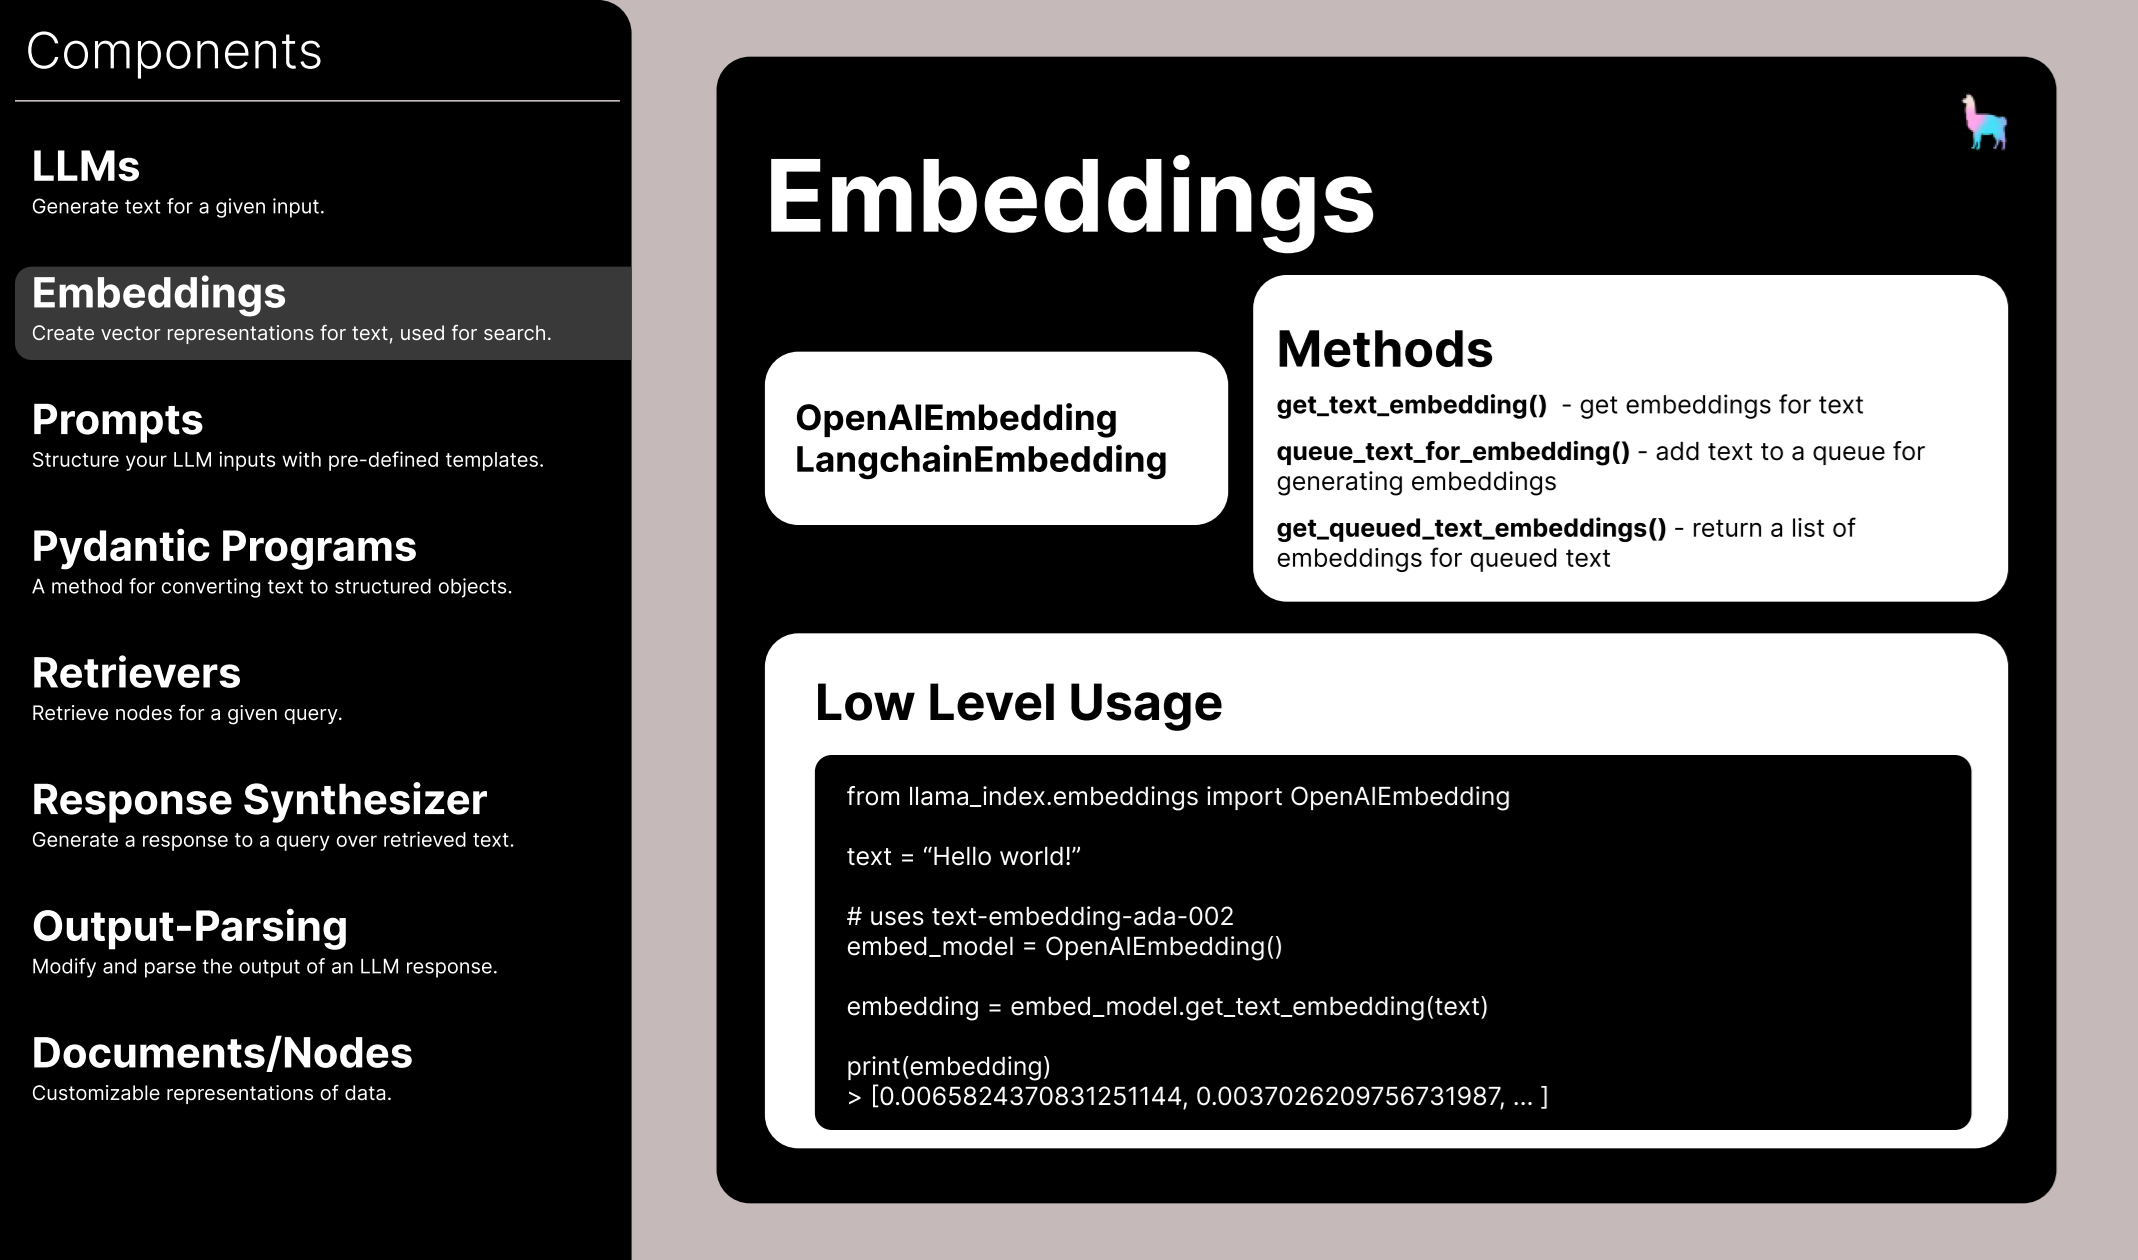 Components
LLMs
Generate text for a given input.
Embeddings
Create vector representations for text, used for search.
Prompts
Structure your LLM inputs with pre-defined templates.
Pydantic Programs
A method for converting text to structured objects.
Retrievers
Retrieve nodes for a given query.
Response Synthesizer
Generate a response to a query over retrieved text.
Output-Parsing
Modify and parse the output of an LLM response.
Documents/Nodes
Customizable representations of data.
Embeddings
OpenAIEmbedding
LangchainEmbedding
Methods
get_text_embedding()  - get embeddings for text
queue_text_for_embedding() - add text to a queue for
generating embeddings
get_queued_text_embeddings() - return a list of
embeddings for queued text
Low Level Usage
from llama_index.embeddings import OpenAIEmbedding
text = “Hello world!”
# uses text-embedding-ada-002
embed_model = OpenAIEmbedding()
embedding = embed_model.get_text_embedding(text)
print(embedding)
> [0.0065824370831251144, 0.0037026209756731987, ... ]